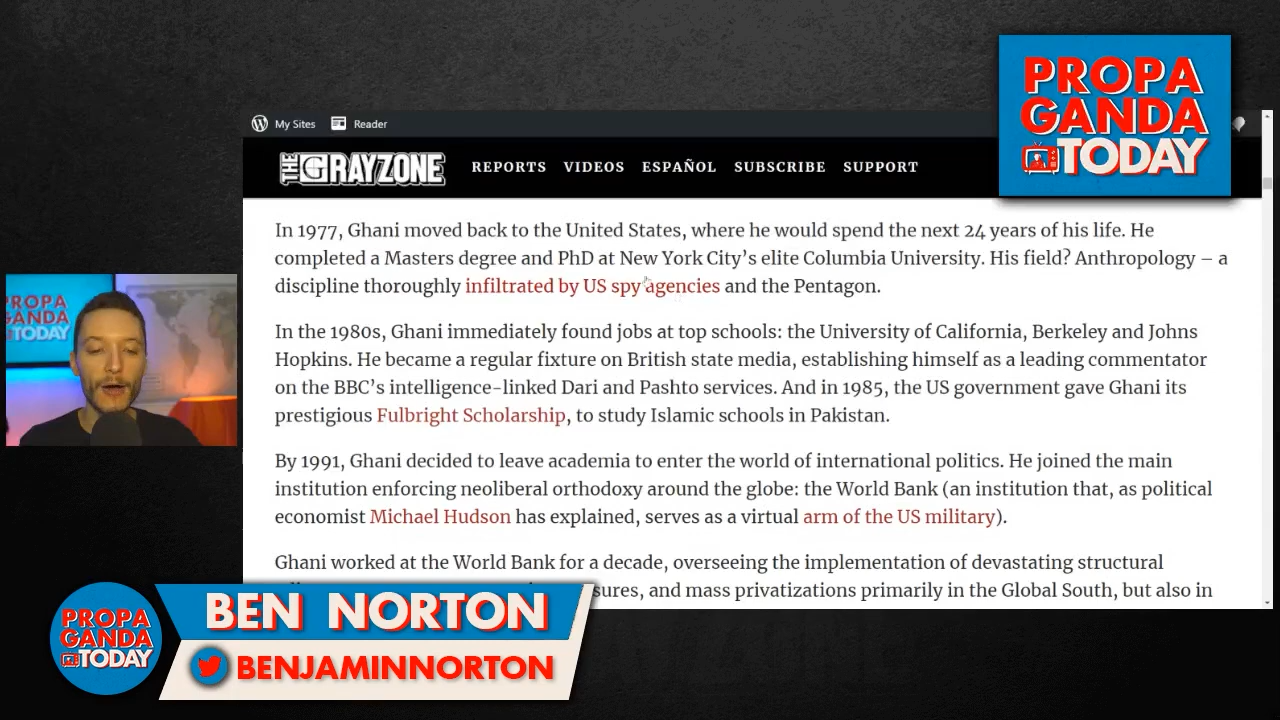 PROPA
GANDA
TODAY
My Sites
Reader
THE GRAYZONE
REPORTS VIDEOS ESPAÑOL SUBSCRIBE SUPPORT
In 1977, Ghani moved back to the United States, where he would spend the next 24 years of his life. He
completed a Masters degree and PhD at New York City’s elite Columbia University. His field? Anthropology – a
discipline thoroughly infiltrated by US spy agencies and the Pentagon.
In the 1980s, Ghani immediately found jobs at top schools: the University of California, Berkeley and Johns
Hopkins. He became a regular fixture on British state media, establishing himself as a leading commentator
on the BBC’s intelligence-linked Dari and Pashto services. And in 1985, the US government gave Ghani its
prestigious Fulbright Scholarship, to study Islamic schools in Pakistan.
By 1991, Ghani decided to leave academia to enter the world of international politics. He joined the main
institution enforcing neoliberal orthodoxy around the globe: the World Bank (an institution that, as political
economist Michael Hudson has explained, serves as a virtual arm of the US military).
Ghani worked at the World Bank for a decade, overseeing the implementation of devastating structural
and mass privatizations primarily in the Global South, but also in
PROPA
GANDA
TODAY
PROPA
GANDA
TODAY
BEN NORTON
BENJAMINNORTON